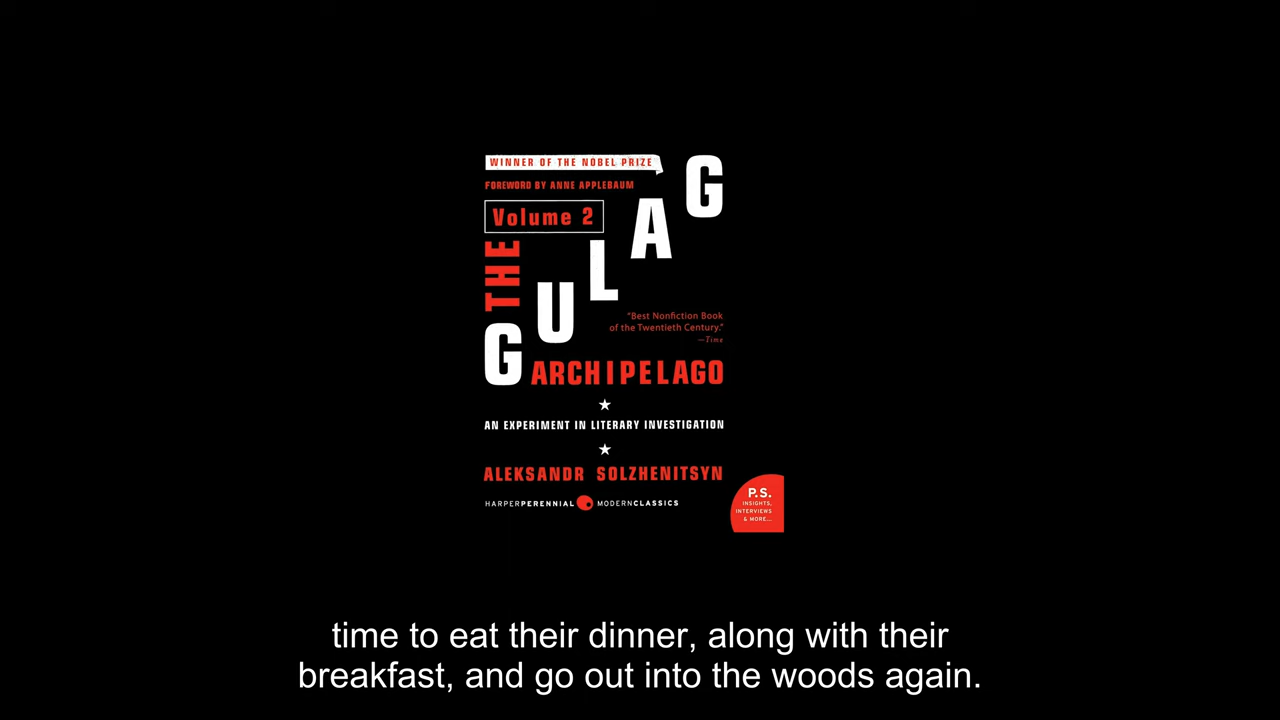 WINNER OF THE NOBEL PRIZE
FOREWORD BY ANNE APPLEBAUM
Volume 2
THE
GULAG
"Best Nonfiction Book
of the Twentieth Century."
—Time
ARCHIPELAGO
AN EXPERIMENT IN LITERARY INVESTIGATION
ALEKSANDR SOLZHENITSYN
HARPERPERENNIAL MODERNCLASSICS
P.S.
INSIGHTS,
INTERVIEWS
& MORE...
time to eat their dinner, along with their
breakfast, and go out into the woods again.